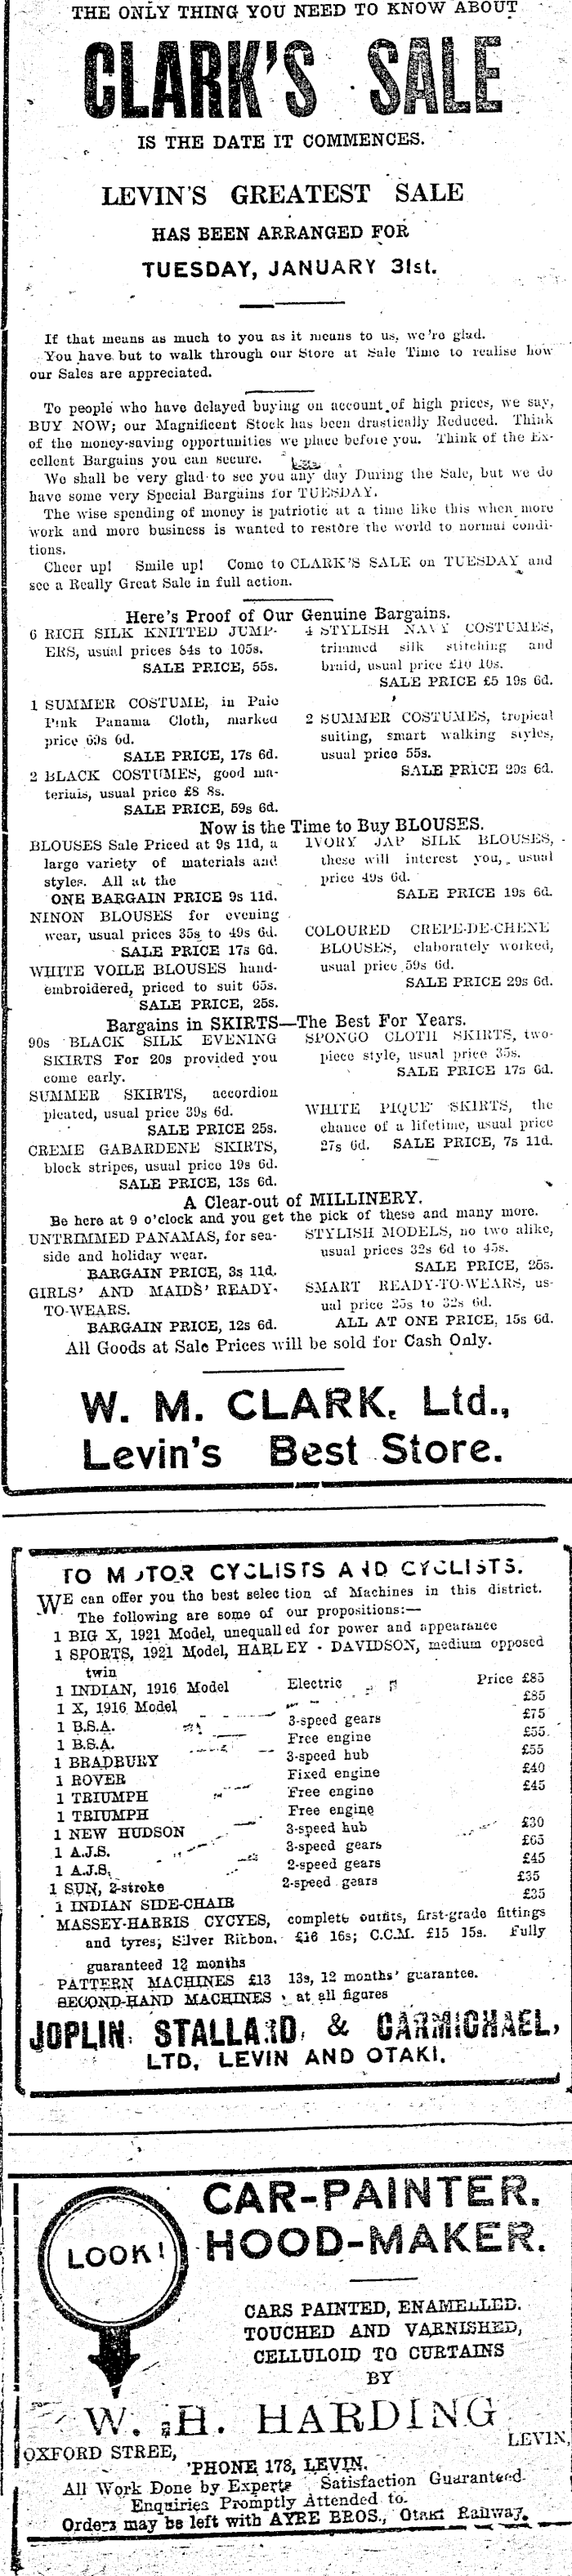 THE ONLY THING YOU NEED TO KNOW ABOUT
CLARK'S SALE
IS THE DATE IT COMMENCES.
LEVIN'S GREATEST SALE
HAS BEEN ARRANGED FOR
TUESDAY, JANUARY 31st.
If that means as much to you as it means to us, we're glad.
You have but to walk through our Store at Sale Time to realise how
our Sales are appreciated.
To people who have delayed buying on account of high prices, we say,
BUY NOW; our Magnificent Stock has been drastically Reduced. Think
of the money-saving opportunities we place before you. Think of the Ex-
cellent Bargains you can secure.
We shall be very glad to see you any day During the Sale, but we do
have some very Special Bargains for TUESDAY.
The wise spending of money is patriotic at a time like this when more
work and more business is wanted to restore the world to normal condi-
tions.
Cheer up! Smile up! Come to CLARK'S SALE on TUESDAY and
see a Really Great Sale in full action.
Here's Proof of Our Genuine Bargains.
6 RICH SILK KNITTED JUMP-
ERS, usual prices 84s to 105s.
SALE PRICE, 55s.
1 SUMMER COSTUME, in Pale
Pink Panama Cloth, marked
price 69s 6d.
SALE PRICE, 17s 6d.
2 BLACK COSTUMES, good ma-
terials, usual price £8 8s.
SALE PRICE, 59s 6d.
4 STYLISH NAVY COSTUMES,
trimmed silk stitching and
braid, usual price £10 10s.
SALE PRICE £5 19s 6d.
2 SUMMER COSTUMES, tropical
suiting, smart walking styles,
usual price 55s.
SALE PRICE 29s 6d.
Now is the Time to Buy BLOUSES.
BLOUSES Sale Priced at 9s 11d, a
large variety of materials and
styles. All at the
ONE BARGAIN PRICE 9s 11d.
NINON BLOUSES for evening
wear, usual prices 35s to 49s 6d.
SALE PRICE 17s 6d.
WHITE VOILE BLOUSES hand-
embroidered, priced to suit 65s.
SALE PRICE, 25s.
IVORY JAP SILK BLOUSES,
these will interest you, usual
price 49s 6d.
SALE PRICE 19s 6d.
COLOURED CREPE-DE-CHENE
BLOUSES, elaborately worked,
usual price 59s 6d.
SALE PRICE 29s 6d.
Bargains in SKIRTS—The Best For Years.
90s BLACK SILK EVENING
SKIRTS For 20s provided you
come early.
SUMMER SKIRTS, accordion
pleated, usual price 39s 6d.
SALE PRICE 25s.
CREME GABARDENE SKIRTS,
block stripes, usual price 19s 6d.
SALE PRICE, 13s 6d.
SPONGO CLOTH SKIRTS, two-
piece style, usual price 35s.
SALE PRICE 17s 6d.
WHITE PIQUE' SKIRTS, the
chance of a lifetime, usual price
27s 6d. SALE PRICE, 7s 11d.
A Clear-out of MILLINERY.
Be here at 9 o'clock and you get the pick of these and many more.
UNTRIMMED PANAMAS, for sea-
side and holiday wear.
BARGAIN PRICE, 3s 11d.
GIRLS' AND MAIDS' READY-
TO-WEARS.
BARGAIN PRICE, 12s 6d.
STYLISH MODELS, no two alike,
usual prices 32s 6d to 45s.
SALE PRICE, 25s.
SMART READY-TO-WEARS, us-
ual price 25s to 32s 6d.
ALL AT ONE PRICE, 15s 6d.
All Goods at Sale Prices will be sold for Cash Only.
W. M. CLARK, Ltd.,
Levin's Best Store.
TO MOTOR CYCLISTS AND CYCLISTS.
WE can offer you the best selection of Machines in this district.
The following are some of our propositions:—
1 BIG X, 1921 Model, unequalled for power and appearance
1 SPORTS, 1921 Model, HARLEY - DAVIDSON, medium opposed
twin
1 INDIAN, 1916 Model Electric Price £85
1 X, 1916 Model £85
1 B.S.A. 3-speed gears £75
1 B.S.A. Free engine £55
1 BRADBURY 3-speed hub £55
1 ROVER Fixed engine £40
1 TRIUMPH Free engine £45
1 TRIUMPH Free engine
1 NEW HUDSON 3-speed hub £30
1 A.J.S. 3-speed gears £65
1 A.J.S. 2-speed gears £45
1 SUN, 2-stroke 2-speed gears £35
1 INDIAN SIDE-CHAIR £35
MASSEY-HARRIS CYCYES, complete outfits, first-grade fittings
and tyres; Silver Ribbon, £16 16s; C.C.M. £15 15s. Fully
guaranteed 12 months
PATTERN MACHINES £13 13s, 12 months' guarantee.
SECOND-HAND MACHINES at all figures
JOPLIN, STALLARD, & CARMICHAEL,
LTD, LEVIN AND OTAKI.
LOOK!
CAR-PAINTER.
HOOD-MAKER.
CARS PAINTED, ENAMELLED.
TOUCHED AND VARNISHED,
CELLULOID TO CURTAINS
BY
W. H. HARDING
OXFORD STREE, LEVIN,
'PHONE 178, LEVIN.
All Work Done by Experts Satisfaction Guaranteed.
Enquiries Promptly Attended to.
Orders may be left with AYRE BROS., Otaki Railway.